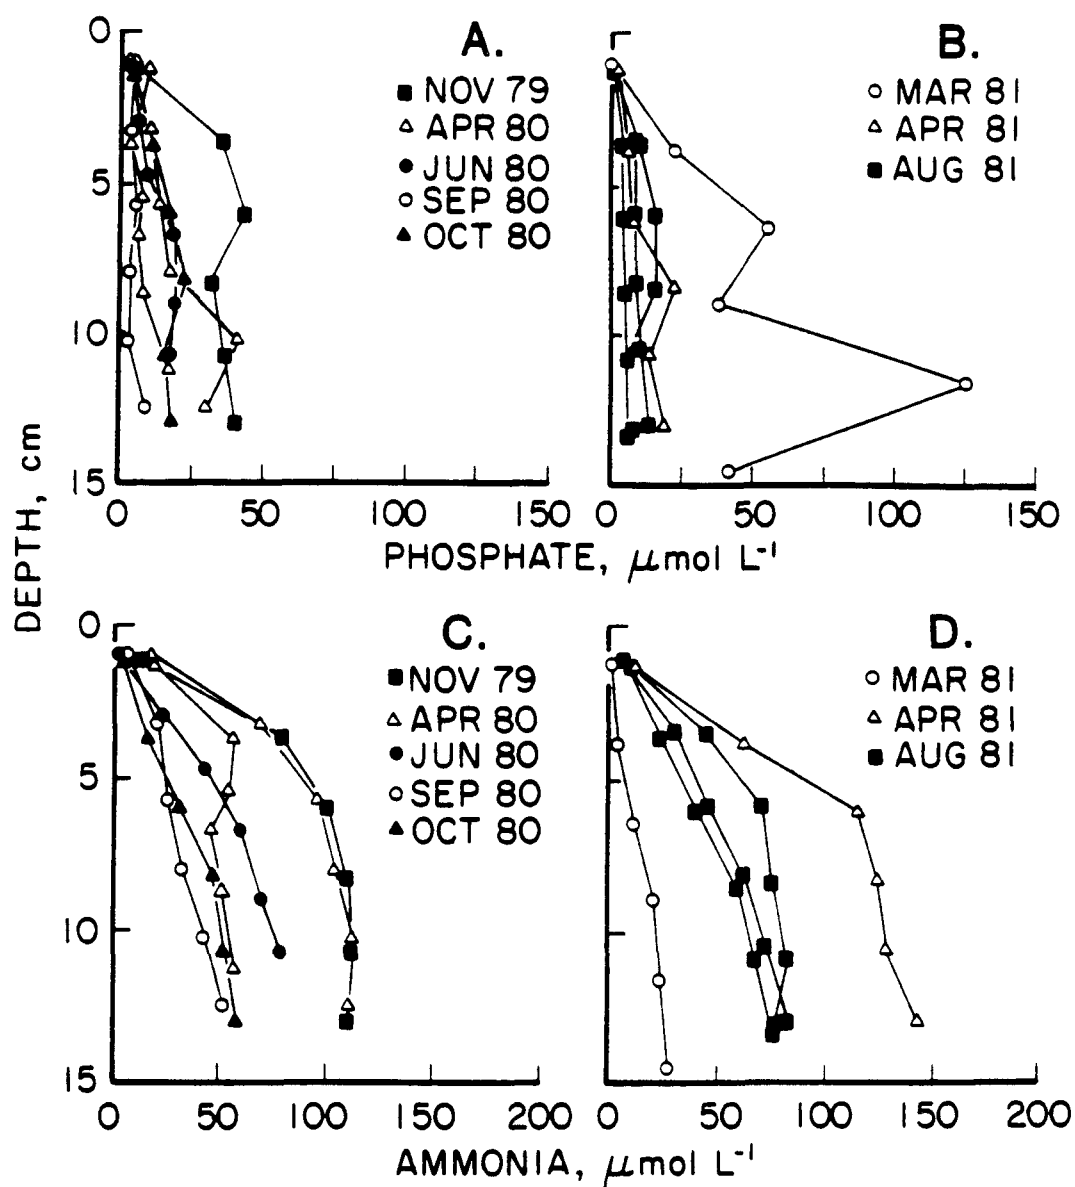 A.
NOV 79
APR 80
JUN 80
SEP 80
OCT 80
B.
MAR 81
APR 81
AUG 81
0
5
10
15
0 50 100 150
0 50 100 150
PHOSPHATE, μmol L⁻¹
DEPTH, cm
C.
NOV 79
APR 80
JUN 80
SEP 80
OCT 80
D.
MAR 81
APR 81
AUG 81
0
5
10
15
0 50 100 150 200
0 50 100 150 200
AMMONIA, μmol L⁻¹